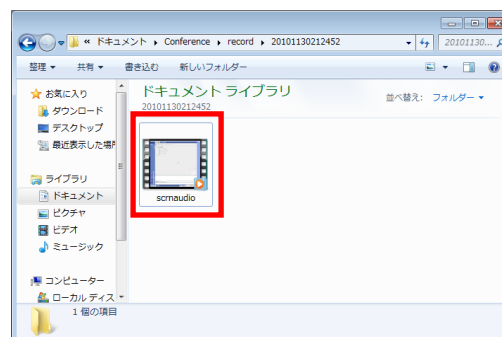 « ドキュメント ▸ Conference ▸ record ▸ 20101130212452
20101130...
整理 ▼ 共有 ▼ 書き込む 新しいフォルダー
お気に入り
ダウンロード
デスクトップ
最近表示した場所
ライブラリ
ドキュメント
ピクチャ
ビデオ
ミュージック
コンピューター
ローカル ディス
ドキュメント ライブラリ
20101130212452
並べ替え: フォルダー ▼
scrnaudio
1 個の項目